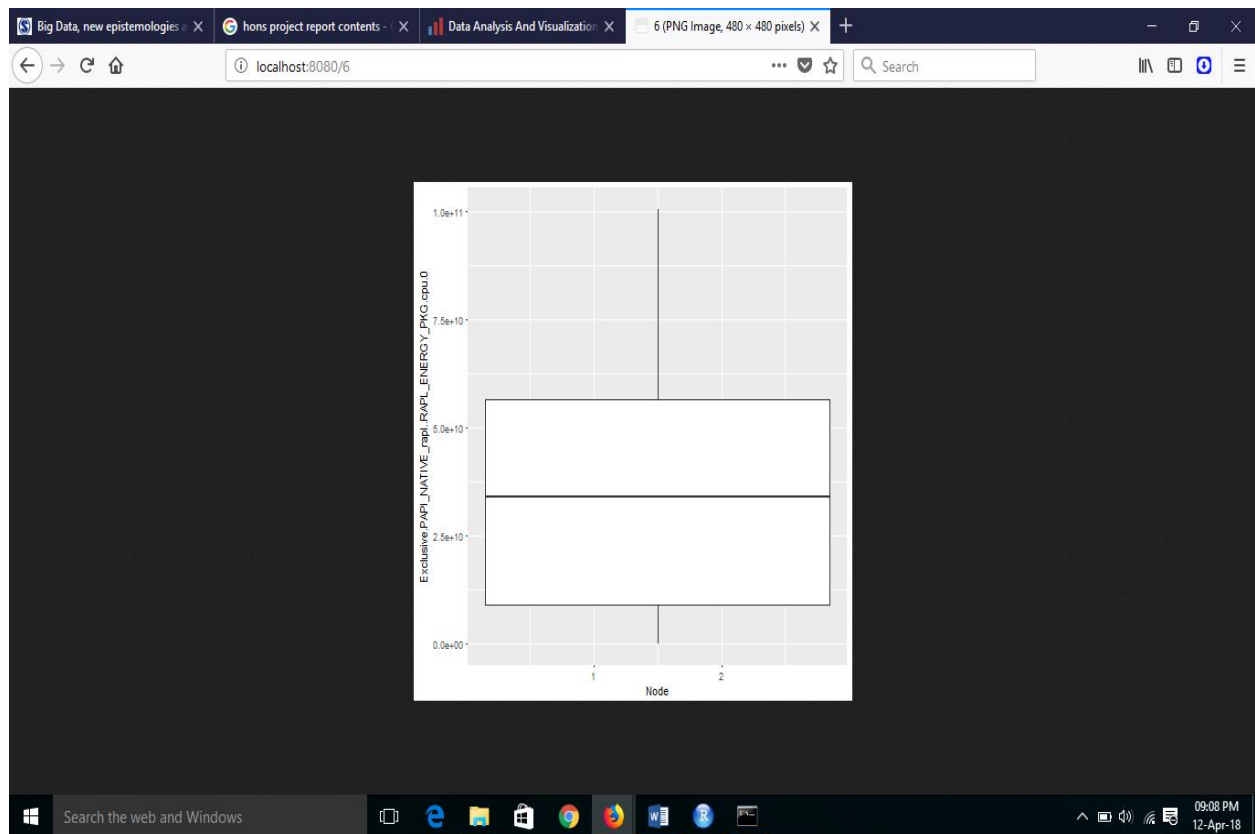 Big Data, new epistemologies a
hons project report contents -
Data Analysis And Visualization
6 (PNG Image, 480 × 480 pixels)
localhost:8080/6
Search
1.0e+11
7.5e+10
5.0e+10
2.5e+10
0.0e+00
Exclusive.PAPI_NATIVE_rapl..RAPL_ENERGY_PKG.cpu.0
1 2
Node
Search the web and Windows
09:08 PM
12-Apr-18